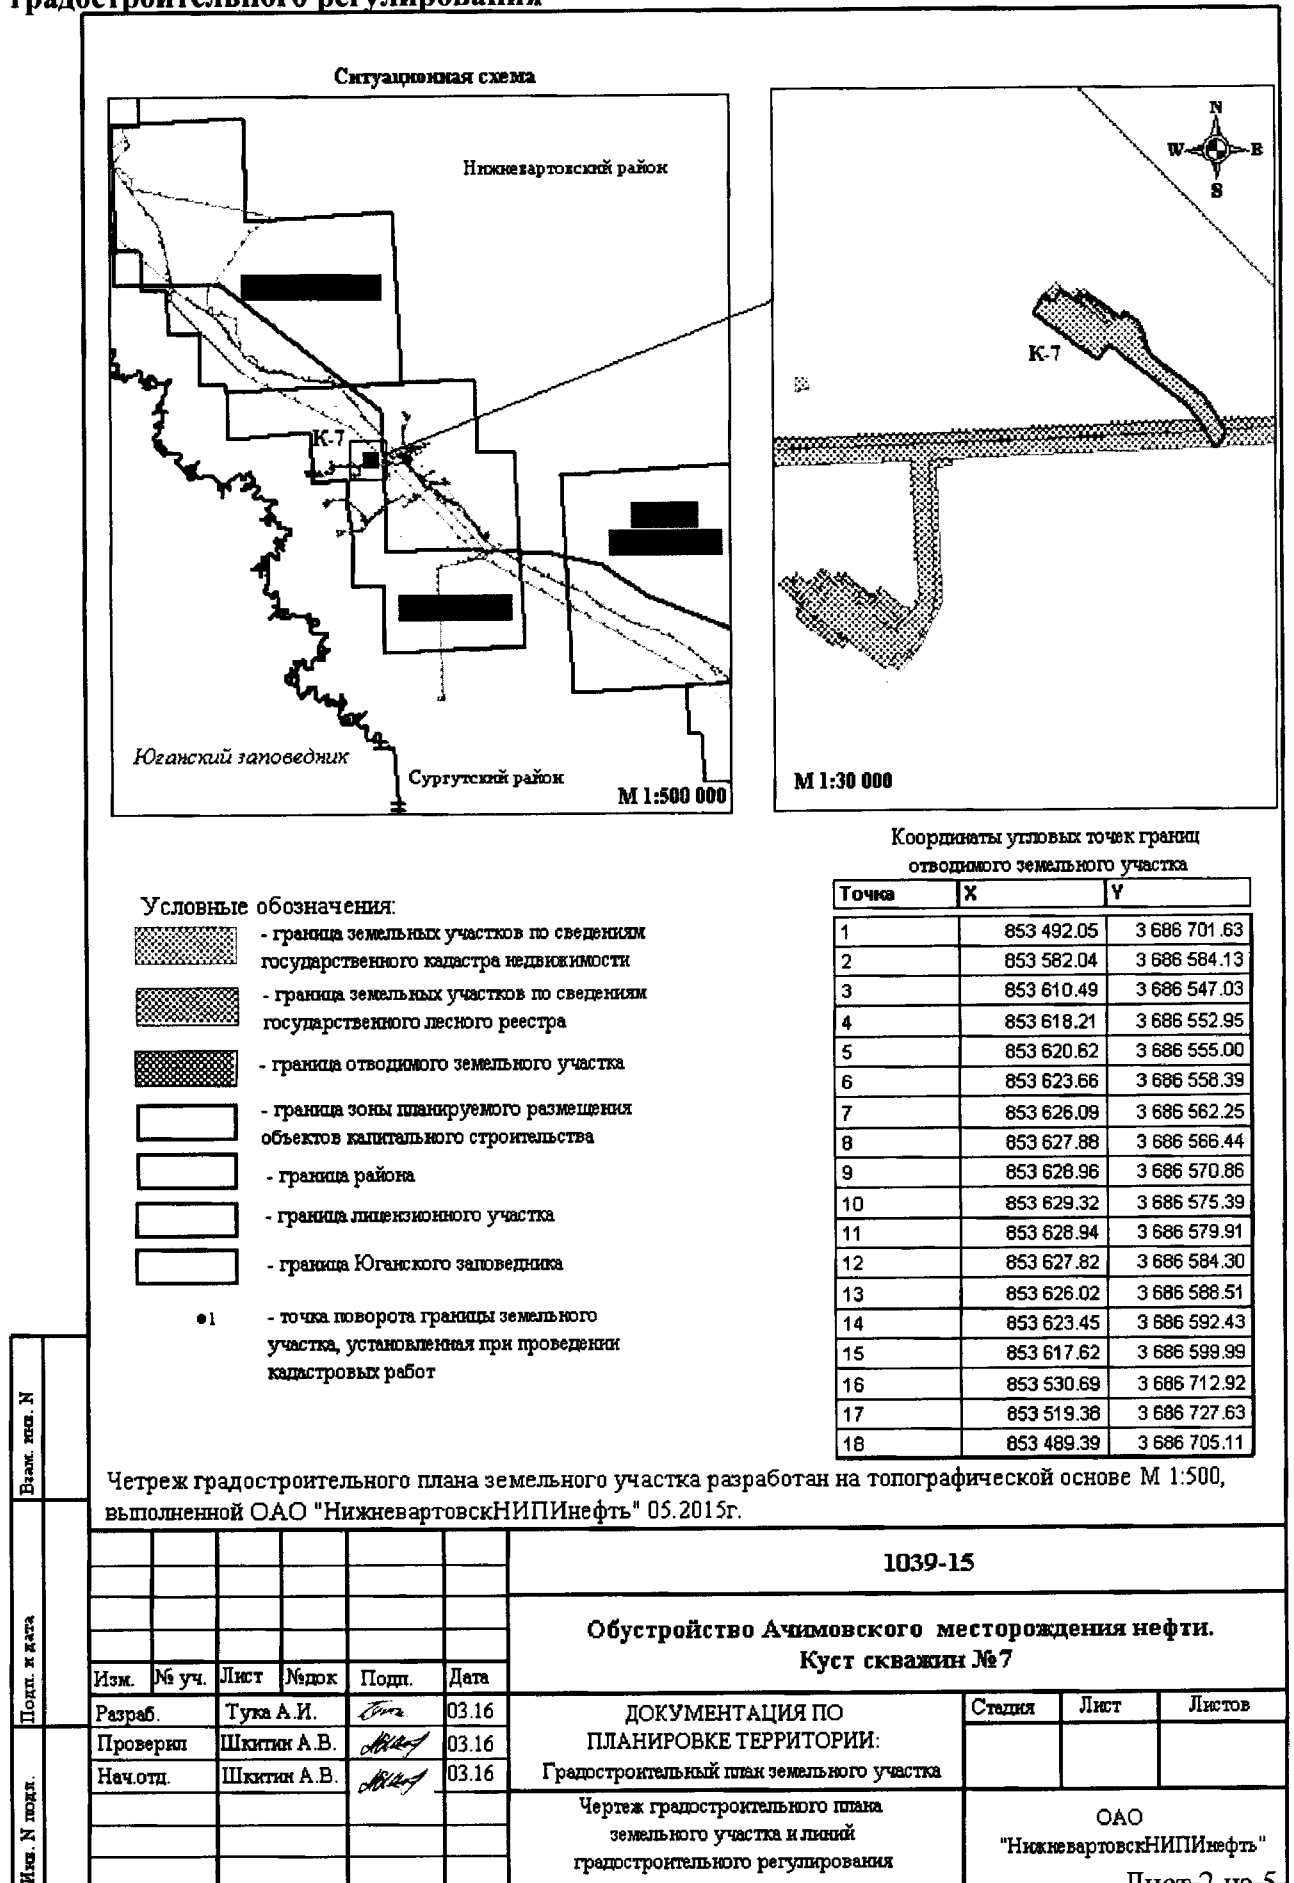 градостроительного регулирования
Ситуационная схема
Нижневартовский район
К-7
Юганский заповедник
Сургутский район
М 1:500 000
N
W E
S
К-7
М 1:30 000
Координаты угловых точек границ
отводимого земельного участка
Точка X Y
1 853 492.05 3 686 701.63
2 853 582.04 3 686 584.13
3 853 610.49 3 686 547.03
4 853 618.21 3 686 552.95
5 853 620.62 3 686 555.00
6 853 623.66 3 686 558.39
7 853 626.09 3 686 562.25
8 853 627.88 3 686 566.44
9 853 628.96 3 686 570.86
10 853 629.32 3 686 575.39
11 853 628.94 3 686 579.91
12 853 627.82 3 686 584.30
13 853 626.02 3 686 588.51
14 853 623.45 3 686 592.43
15 853 617.62 3 686 599.99
16 853 530.69 3 686 712.92
17 853 519.38 3 686 727.63
18 853 489.39 3 686 705.11
Условные обозначения:
- граница земельных участков по сведениям
государственного кадастра недвижимости
- граница земельных участков по сведениям
государственного лесного реестра
- граница отводимого земельного участка
- граница зоны планируемого размещения
объектов капитального строительства
- граница района
- граница лицензионного участка
- граница Юганского заповедника
●1 - точка поворота границы земельного
участка, установленная при проведении
кадастровых работ
Четреж градостроительного плана земельного участка разработан на топографической основе М 1:500,
выполненной ОАО "НижневартовскНИПИнефть" 05.2015г.
Взам. инв. N
Подп. и дата
Инв. N подл.
1039-15
Обустройство Ачимовского месторождения нефти.
Куст скважин №7
Изм. № уч. Лист №док Подп. Дата
Разраб. Тука А.И. 03.16
Проверил Шкитин А.В. 03.16
Нач.отд. Шкитин А.В. 03.16
ДОКУМЕНТАЦИЯ ПО
ПЛАНИРОВКЕ ТЕРРИТОРИИ:
Градостроительный план земельного участка
Стадия Лист Листов
Чертеж градостроительного плана
земельного участка и линий
градостроительного регулирования
ОАО
"НижневартовскНИПИнефть"
Лист 2 из 5